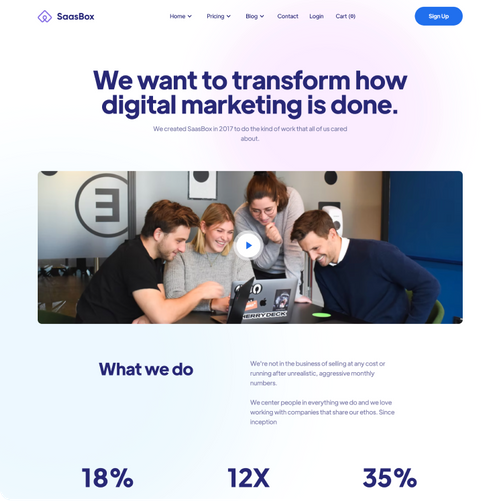 SaasBox
Home
Pricing
Blog
Contact
Login
Cart (0)
Sign Up
We want to transform how
digital marketing is done.
We created SaasBox in 2017 to do the kind of work that all of us cared
about.
HERRY DECK
What we do
We're not in the business of selling at any cost or
running after unrealistic, aggressive monthly
numbers.
We center people in everything we do and we love
working with companies that share our ethos. Since
inception
18%
12X
35%